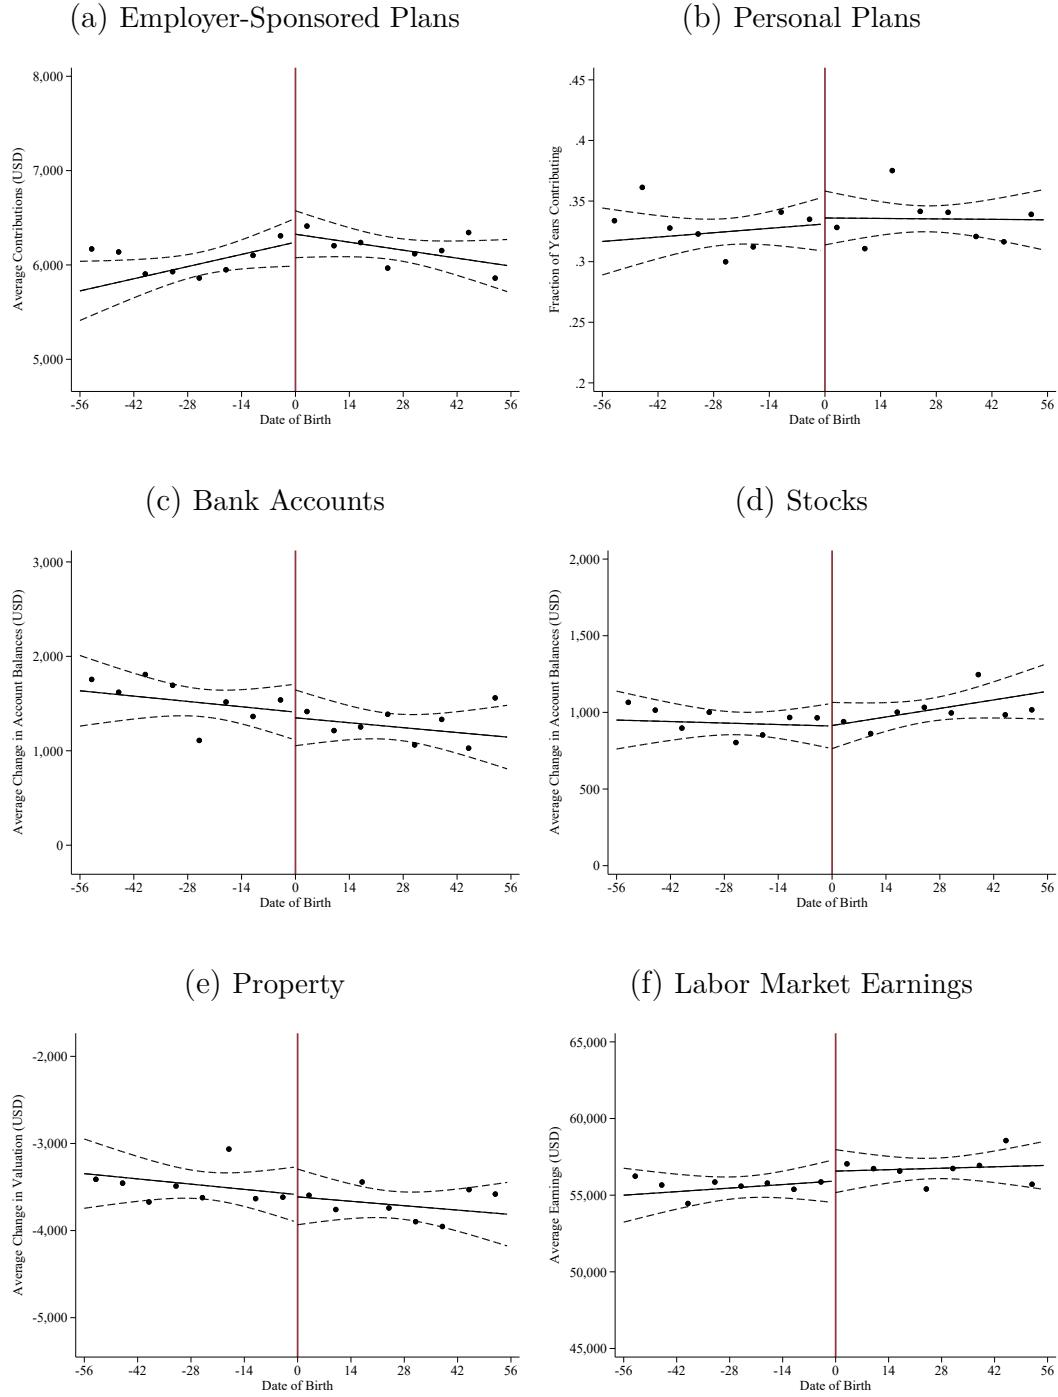 (a) Employer-Sponsored Plans
Average Contributions (USD)
8,000
7,000
6,000
5,000
-56 -42 -28 -14 0 14 28 42 56
Date of Birth
(b) Personal Plans
Fraction of Years Contributing
.45
.4
.35
.3
.25
.2
-56 -42 -28 -14 0 14 28 42 56
Date of Birth
(c) Bank Accounts
Average Change in Account Balances (USD)
3,000
2,000
1,000
0
-56 -42 -28 -14 0 14 28 42 56
Date of Birth
(d) Stocks
Average Change in Account Balances (USD)
2,000
1,500
1,000
500
0
-56 -42 -28 -14 0 14 28 42 56
Date of Birth
(e) Property
Average Change in Valuation (USD)
-2,000
-3,000
-4,000
-5,000
-56 -42 -28 -14 0 14 28 42 56
Date of Birth
(f) Labor Market Earnings
Average Earnings (USD)
65,000
60,000
55,000
50,000
45,000
-56 -42 -28 -14 0 14 28 42 56
Date of Birth